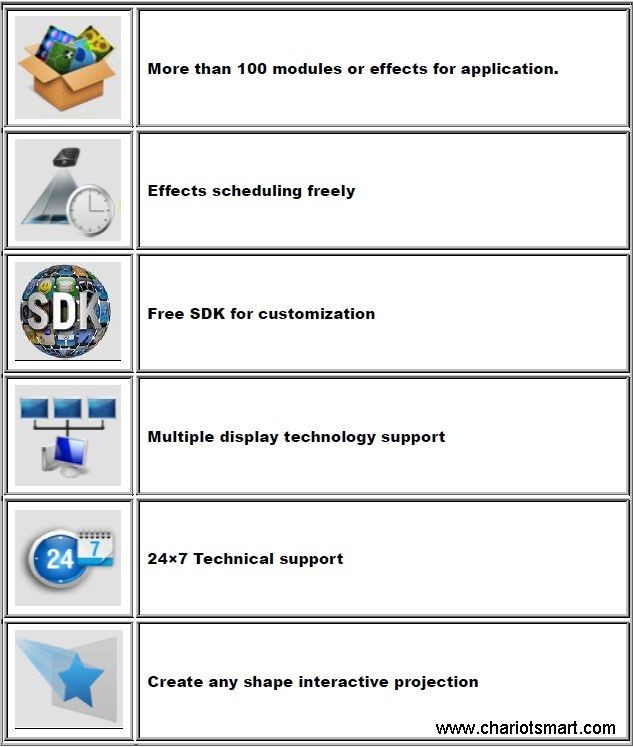 More than 100 modules or effects for application.
Effects scheduling freely
SDK
Free SDK for customization
Multiple display technology support
24
7
24×7 Technical support
Create any shape interactive projection
www.chariotsmart.com